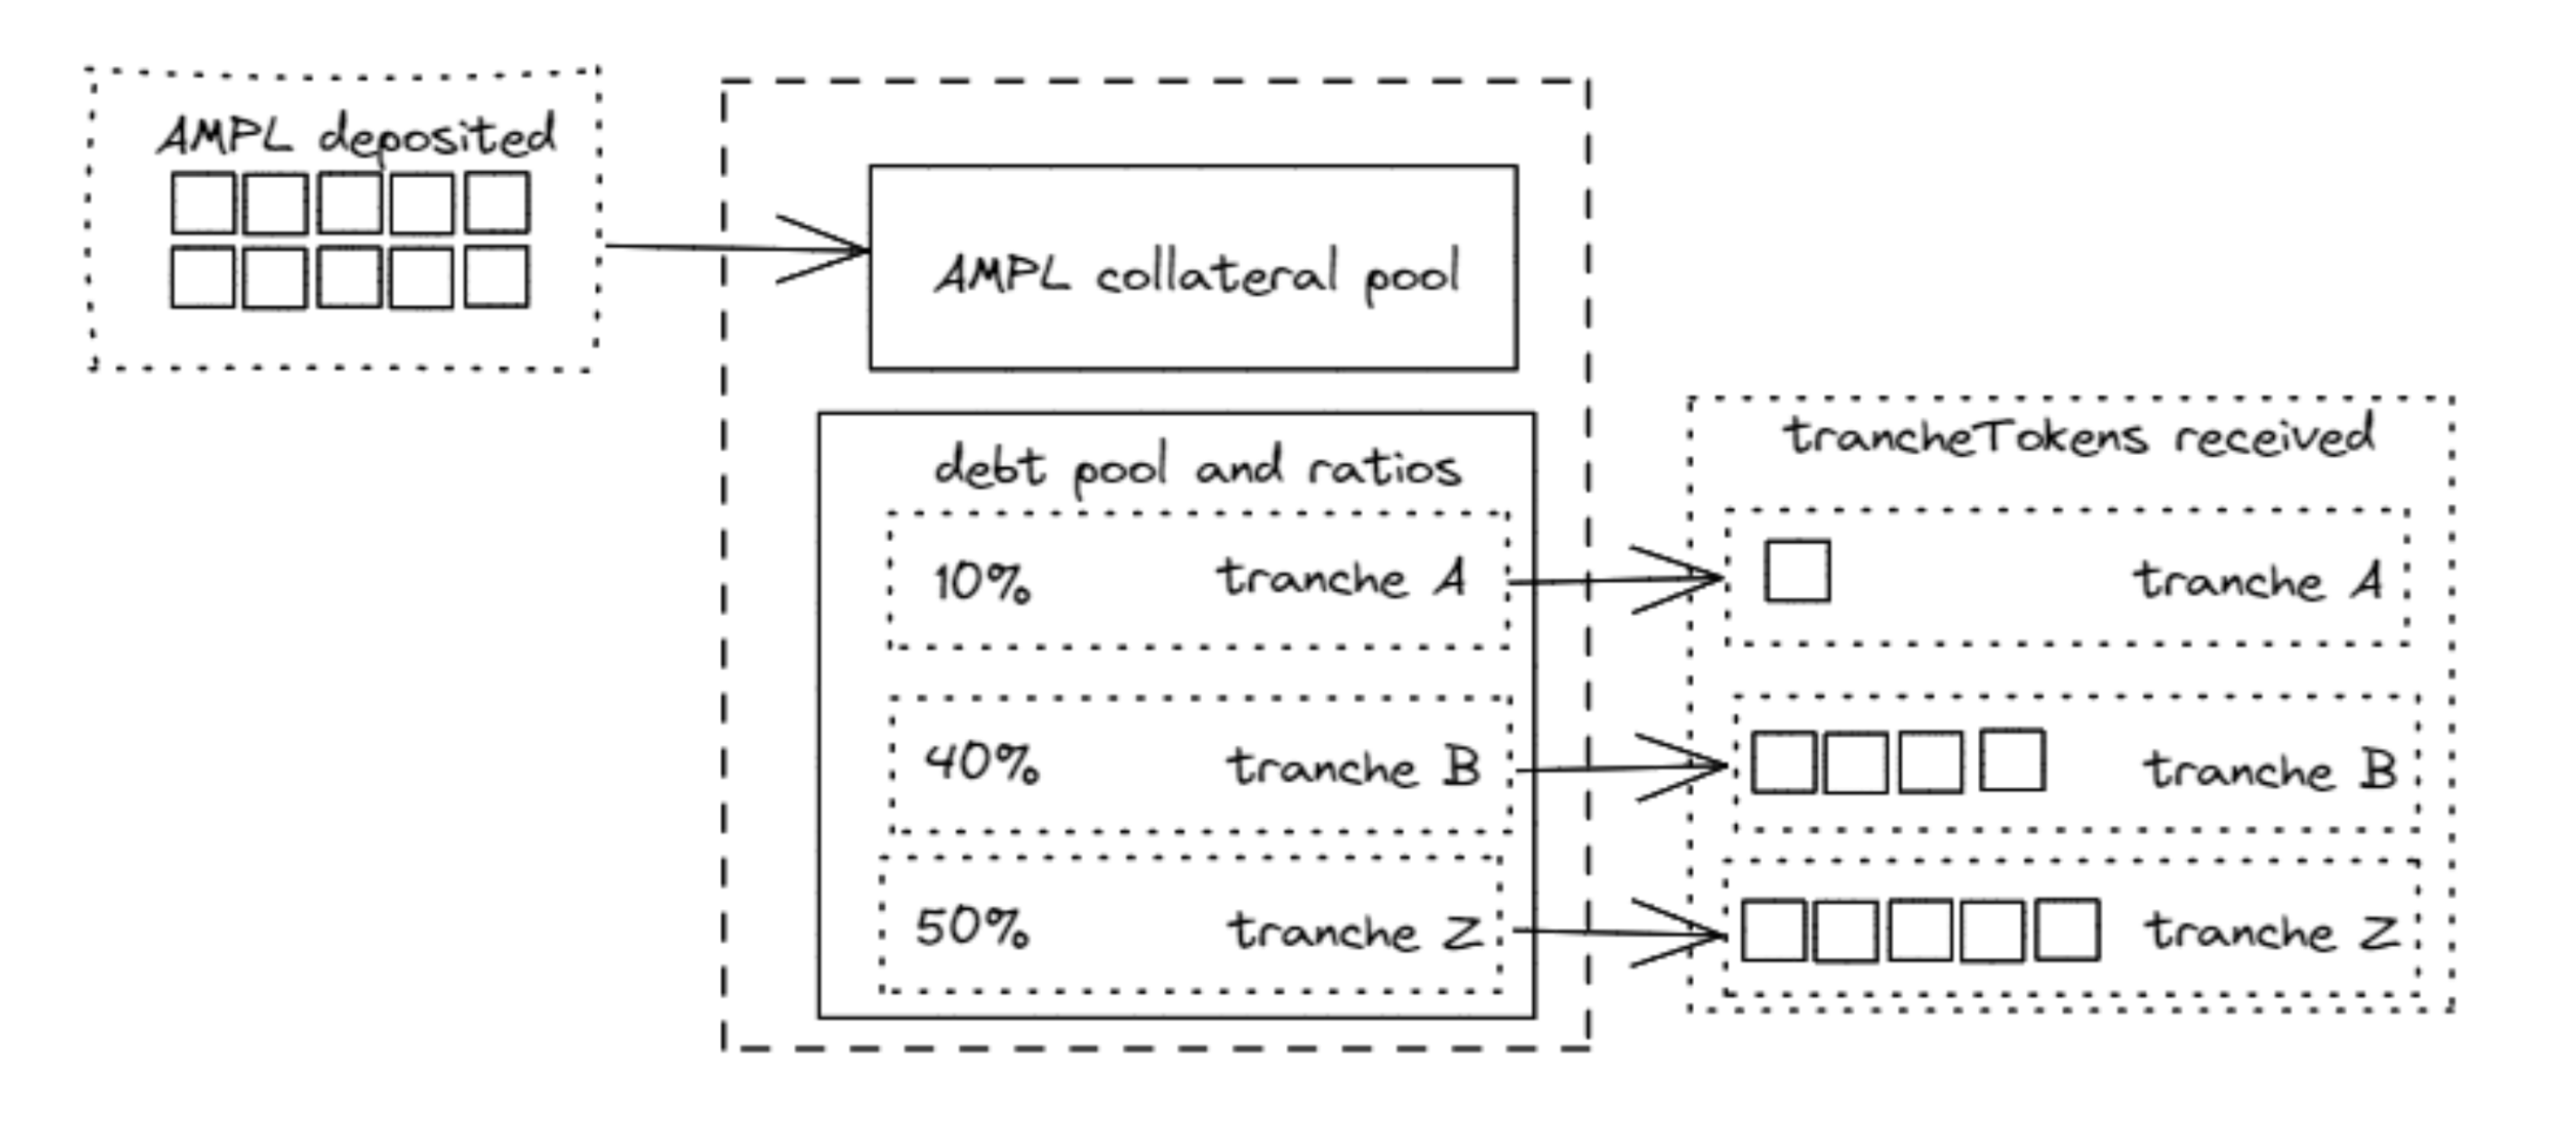 AMPL deposited
AMPL collateral pool
debt pool and ratios
10% tranche A
40% tranche B
50% tranche Z
trancheTokens received
tranche A
tranche B
tranche Z